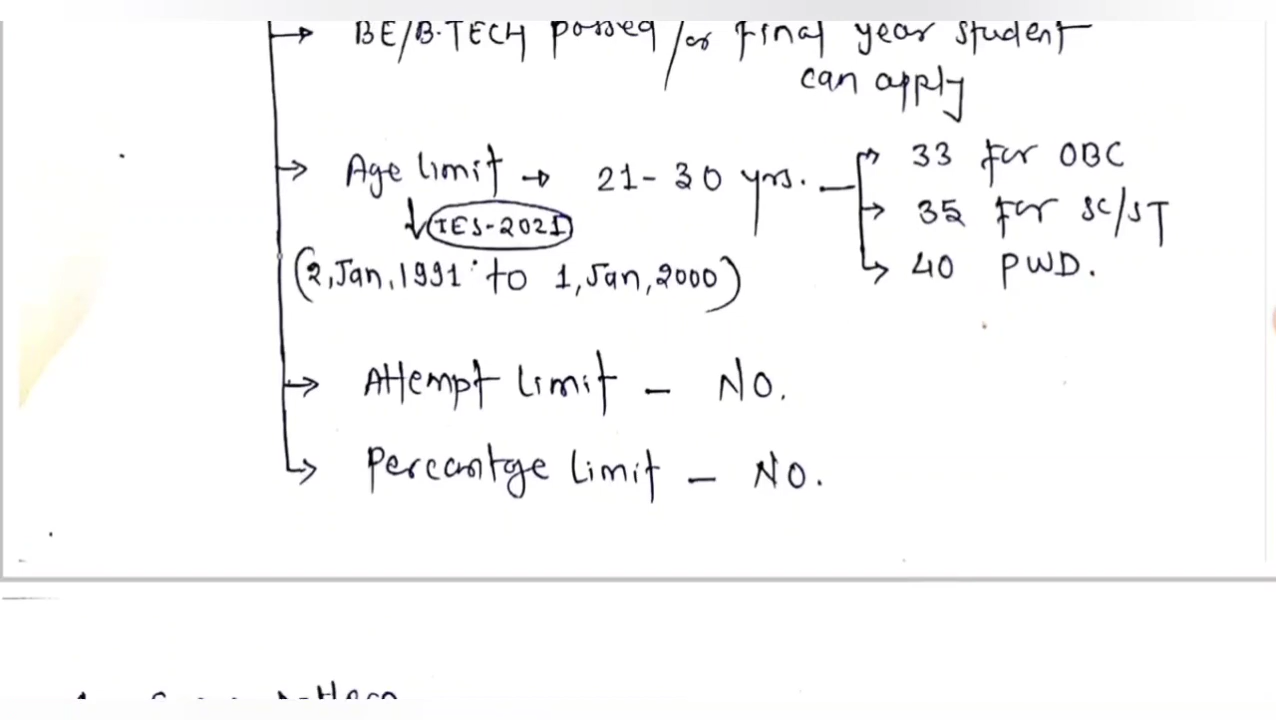 → BE/B.TECH passed/or final year student
can apply
→ Age limit → 21-30 yrs. → 33 for OBC
→ 35 for SC/ST
→ 40 PWD.
↓ IES-2021
(2,Jan,1991 to 1,Jan,2000)
→ Attempt limit - No.
→ Percantge limit - No.